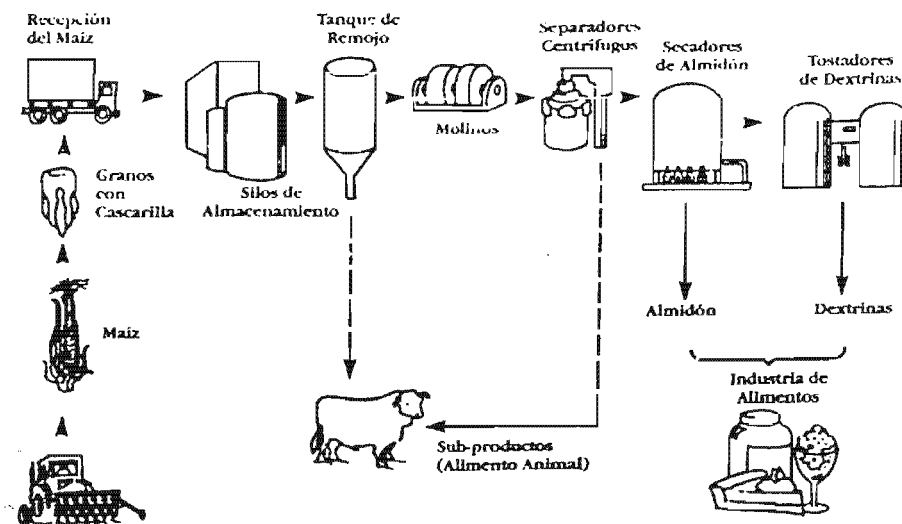 Recepción
del Maíz
Tanque de
Remojo
Separadores
Centrífugos
Secadores
de Almidón
Tostadores
de Dextrinas
Molinos
Granos
con
Cascarilla
Silos de
Almacenamiento
Maíz
Almidón
Dextrinas
Industria de
Alimentos
Sub-productos
(Alimento Animal)